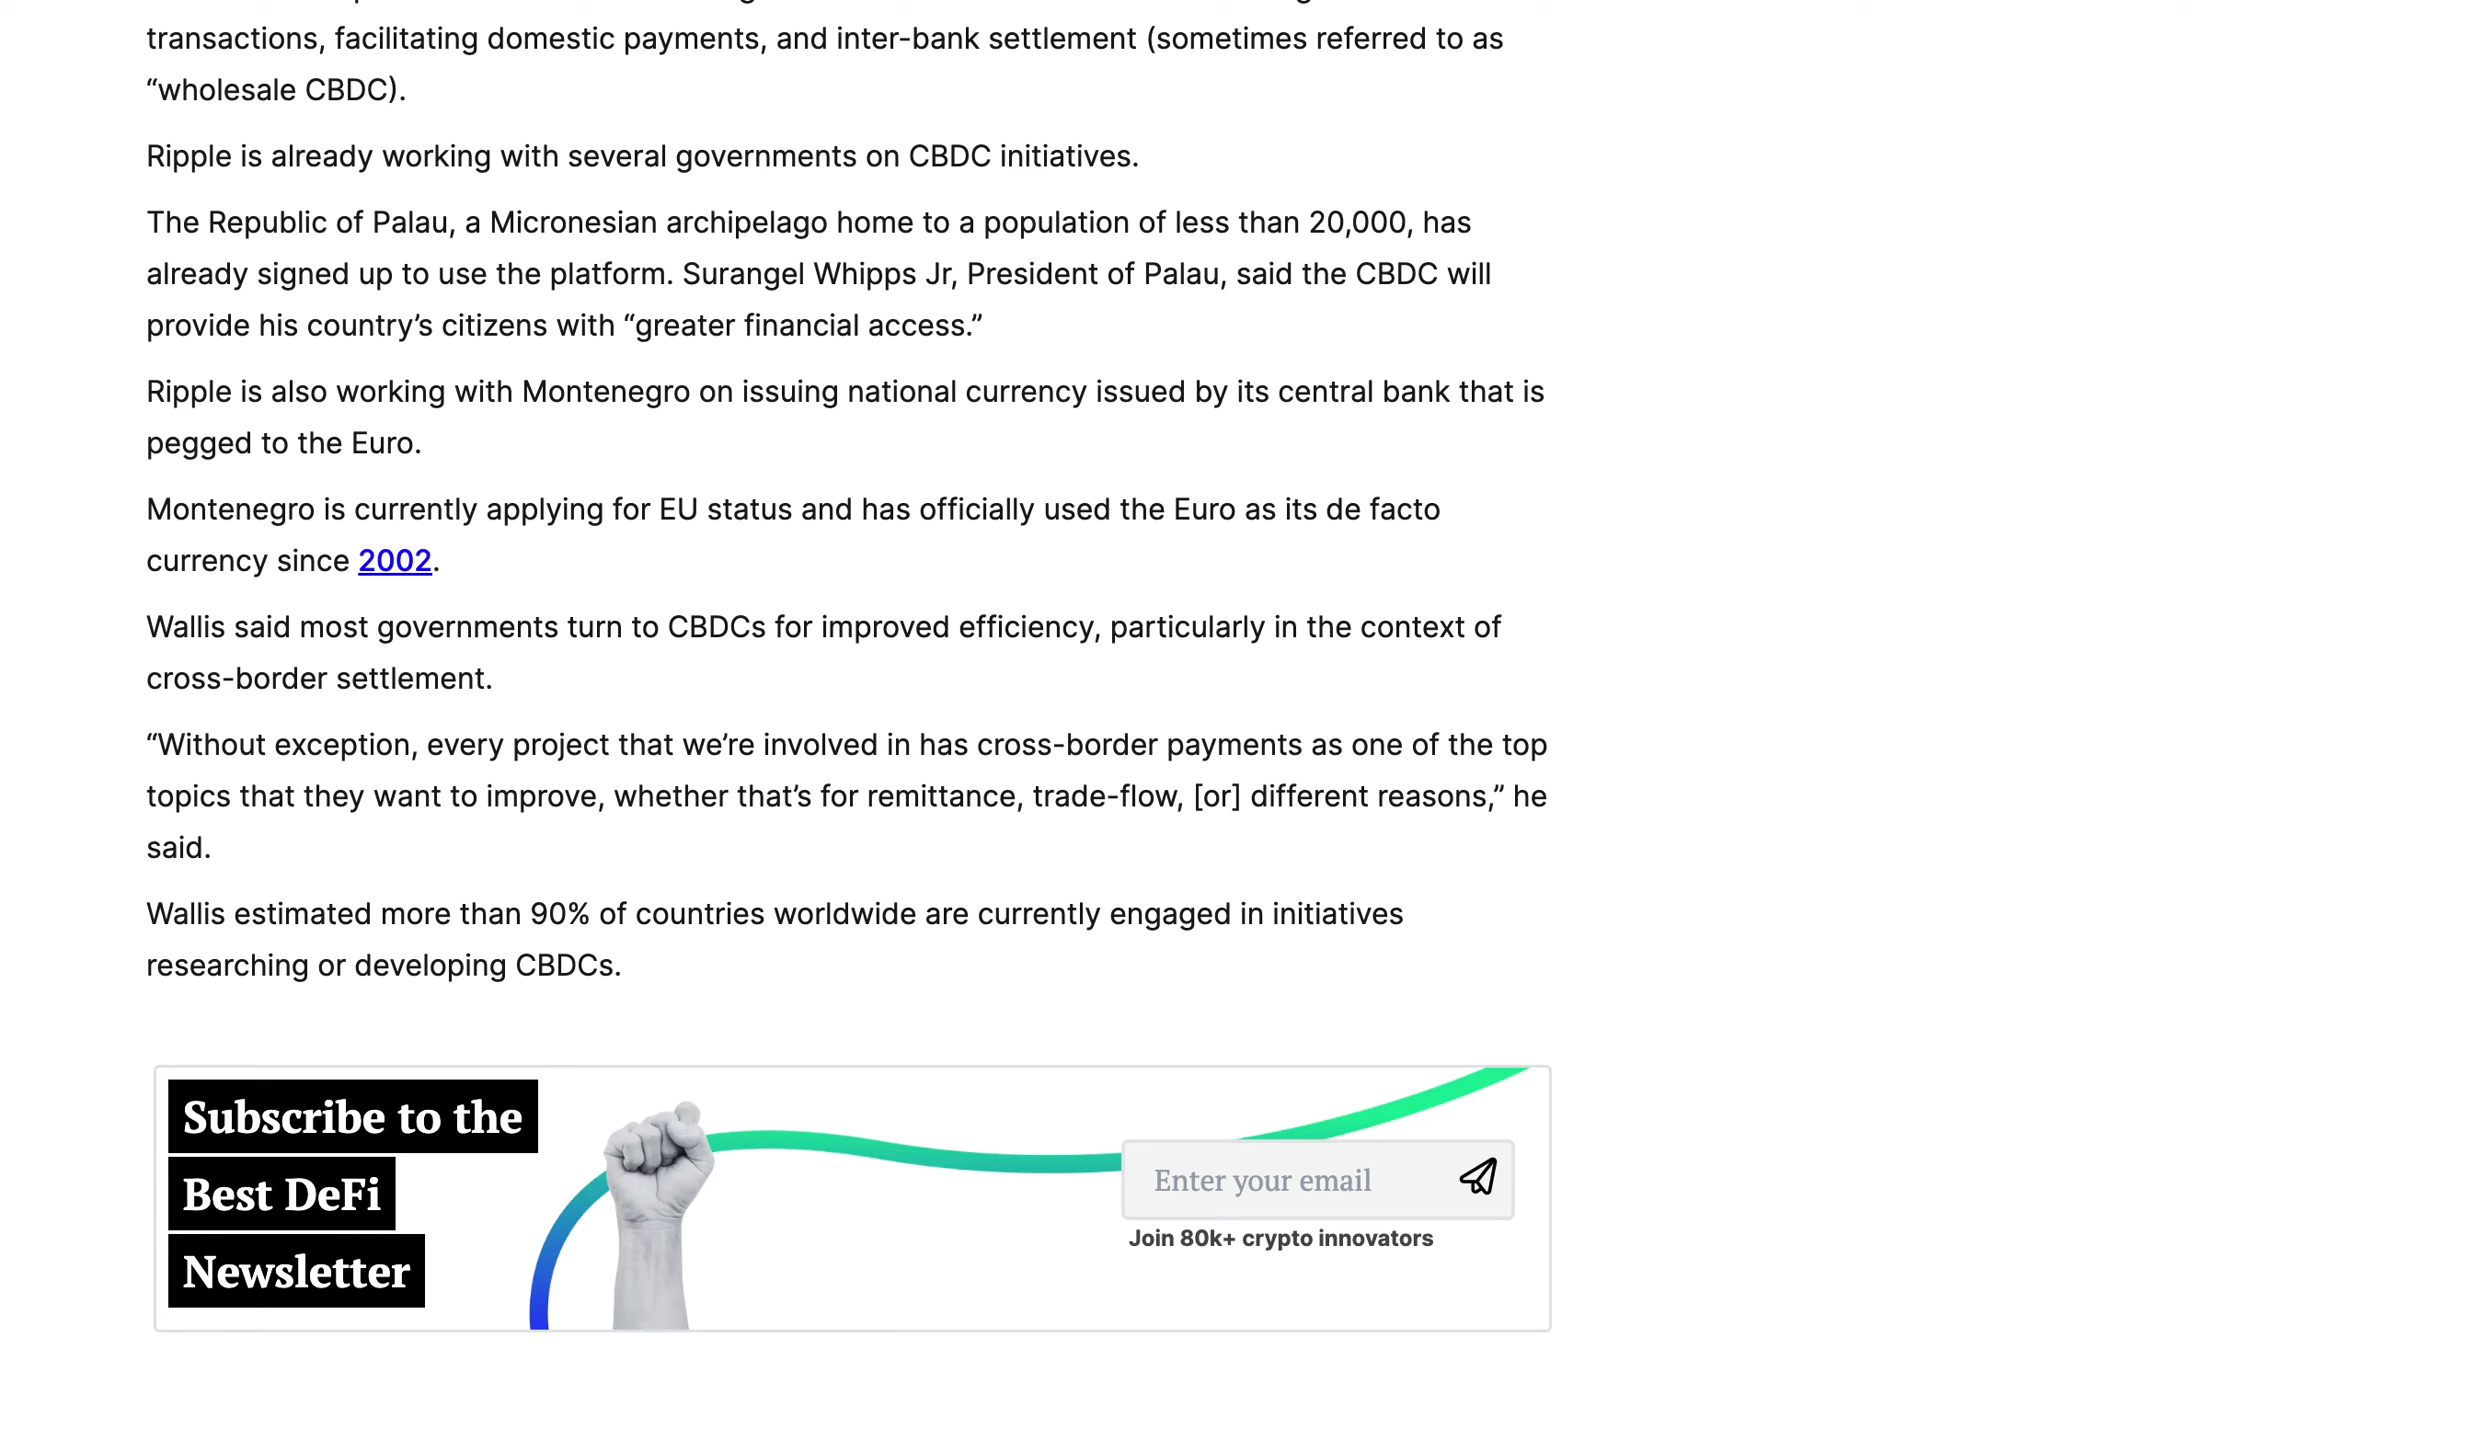 transactions, facilitating domestic payments, and inter-bank settlement (sometimes referred to as
“wholesale CBDC).
Ripple is already working with several governments on CBDC initiatives.
The Republic of Palau, a Micronesian archipelago home to a population of less than 20,000, has
already signed up to use the platform. Surangel Whipps Jr, President of Palau, said the CBDC will
provide his country’s citizens with “greater financial access.”
Ripple is also working with Montenegro on issuing national currency issued by its central bank that is
pegged to the Euro.
Montenegro is currently applying for EU status and has officially used the Euro as its de facto
currency since 2002.
Wallis said most governments turn to CBDCs for improved efficiency, particularly in the context of
cross-border settlement.
“Without exception, every project that we’re involved in has cross-border payments as one of the top
topics that they want to improve, whether that’s for remittance, trade-flow, [or] different reasons,” he
said.
Wallis estimated more than 90% of countries worldwide are currently engaged in initiatives
researching or developing CBDCs.
Subscribe to the
Best DeFi
Newsletter
Enter your email
Join 80k+ crypto innovators